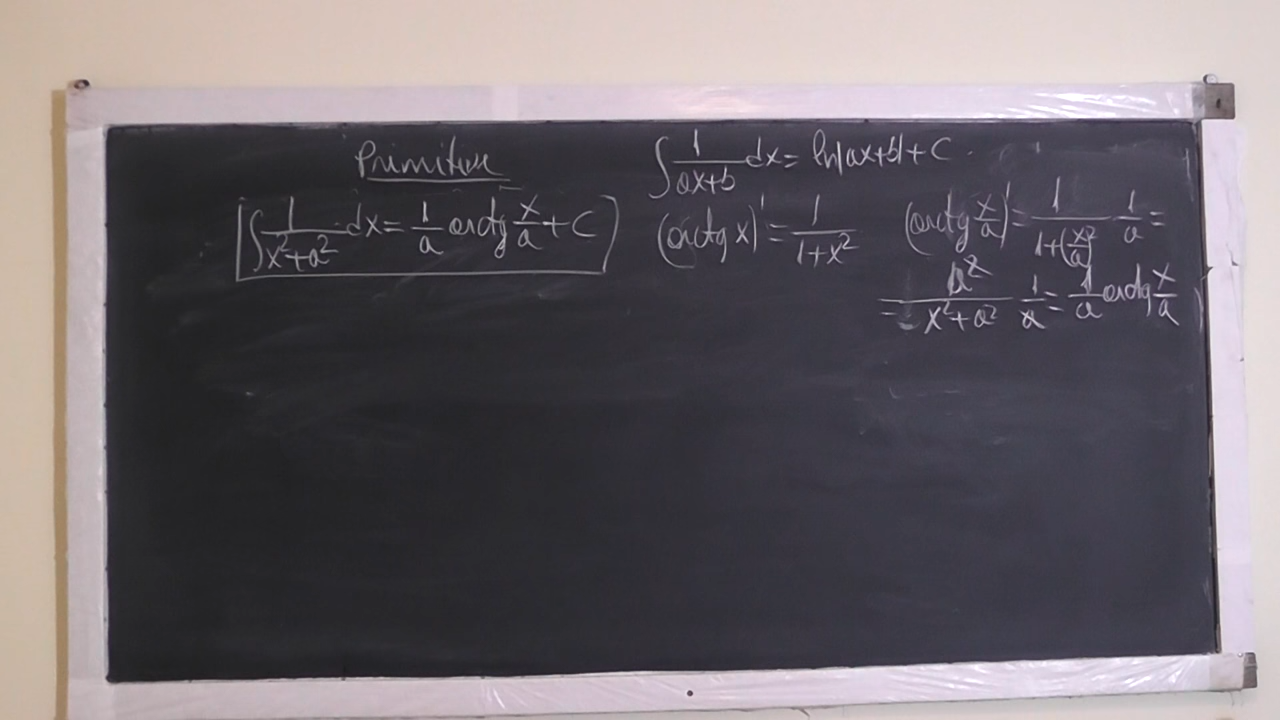 Primitive
∫ 1/(x²+a²) dx = 1/a arctg x/a + C
∫ 1/(ax+b) dx = ln|ax+b| + C.
(arctg x)' = 1/(1+x²)
(arctg x/a)' = 1/(1+(x/a)²) 1/a =
= a²/(x²+a²) 1/a = 1/a arctg x/a